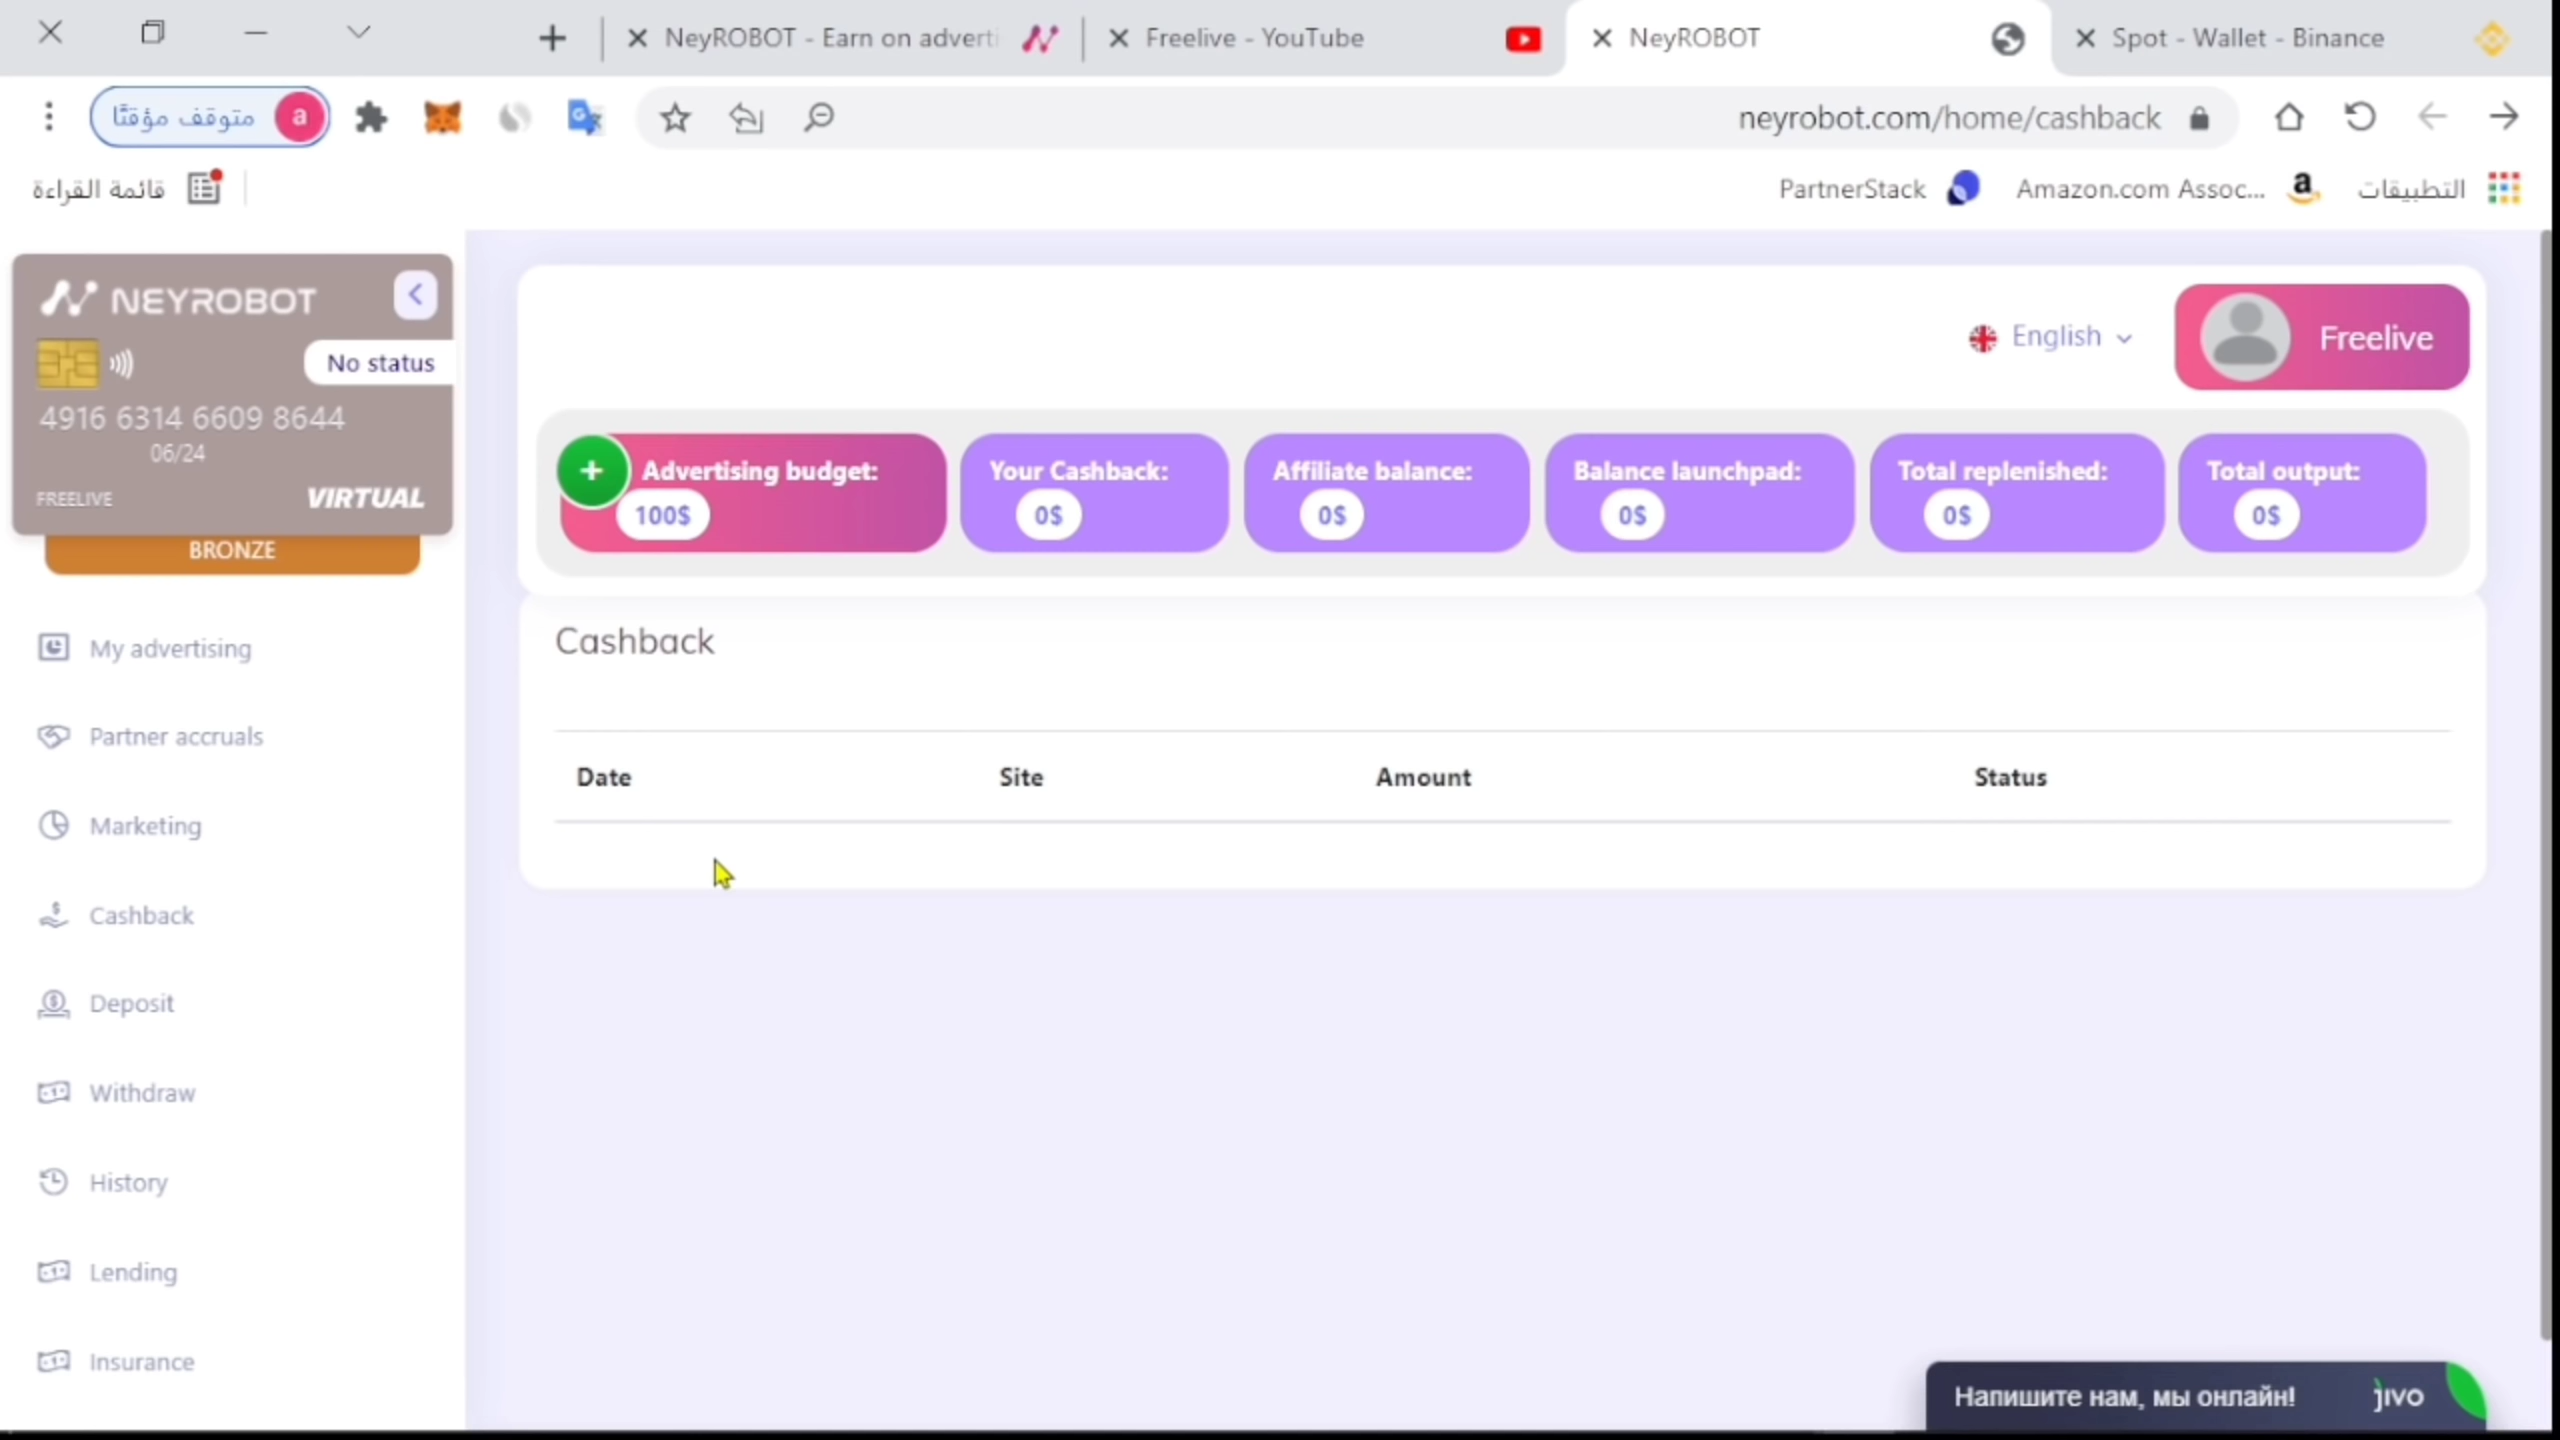 NeyROBOT - Earn on adverti
Freelive - YouTube
NeyROBOT
Spot - Wallet - Binance
متوقف مؤقتًا
a
neyrobot.com/home/cashback
قائمة القراءة
PartnerStack
Amazon.com Assoc...
التطبيقات
NEYROBOT
No status
4916 6314 6609 8644
06/24
FREELIVE
VIRTUAL
BRONZE
My advertising
Partner accruals
Marketing
Cashback
Deposit
Withdraw
History
Lending
Insurance
English
Freelive
Advertising budget:
100$
Your Cashback:
0$
Affiliate balance:
0$
Balance launchpad:
0$
Total replenished:
0$
Total output:
0$
Cashback
Date
Site
Amount
Status
Напишите нам, мы онлайн!
jivo